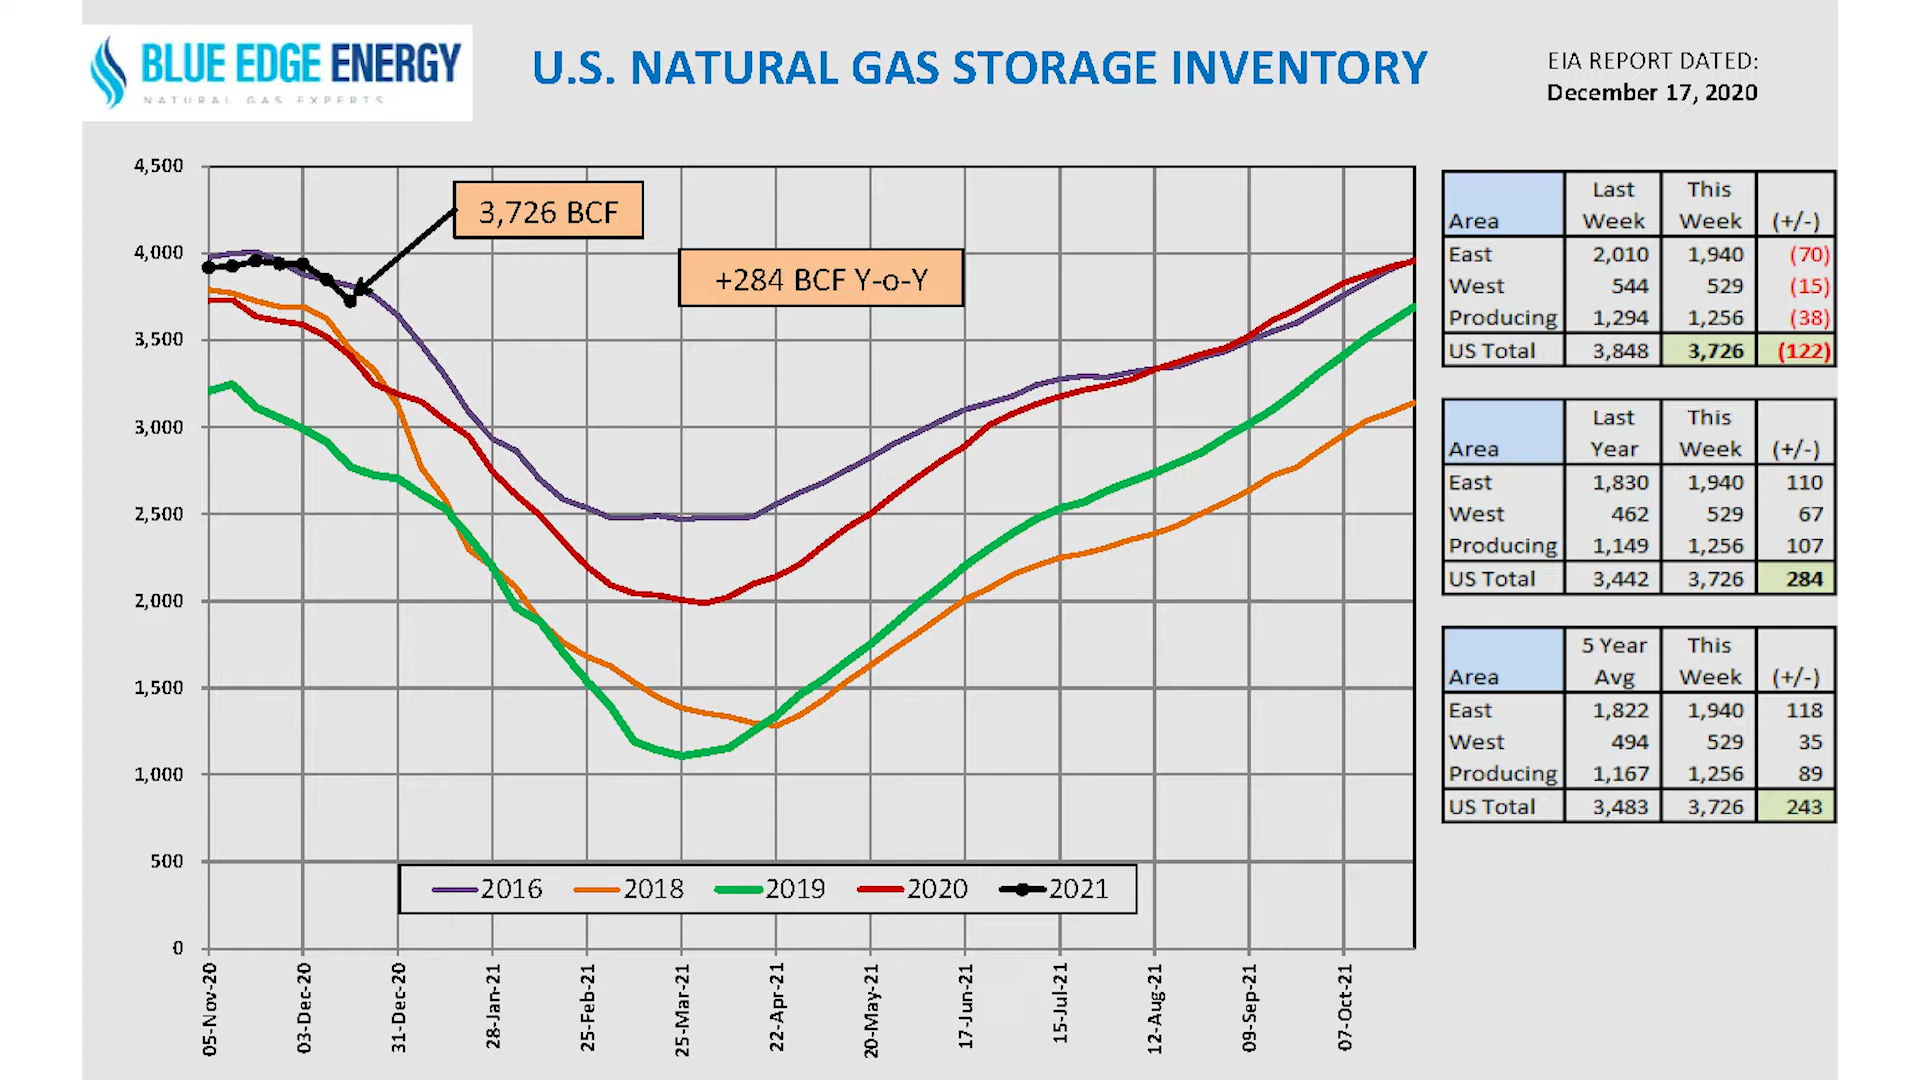 BLUE EDGE ENERGY
NATURAL GAS EXPERTS
U.S. NATURAL GAS STORAGE INVENTORY
EIA REPORT DATED:
December 17, 2020
4,500
4,000
3,500
3,000
2,500
2,000
1,500
1,000
500
0
3,726 BCF
+284 BCF Y-o-Y
2016 2018 2019 2020 2021
05-Nov-20
03-Dec-20
31-Dec-20
28-Jan-21
25-Feb-21
25-Mar-21
22-Apr-21
20-May-21
17-Jun-21
15-Jul-21
12-Aug-21
09-Sep-21
07-Oct-21
Last This
Area Week Week (+/-)
East 2,010 1,940 (70)
West 544 529 (15)
Producing 1,294 1,256 (38)
US Total 3,848 3,726 (122)
Last This
Area Year Week (+/-)
East 1,830 1,940 110
West 462 529 67
Producing 1,149 1,256 107
US Total 3,442 3,726 284
5 Year This
Area Avg Week (+/-)
East 1,822 1,940 118
West 494 529 35
Producing 1,167 1,256 89
US Total 3,483 3,726 243